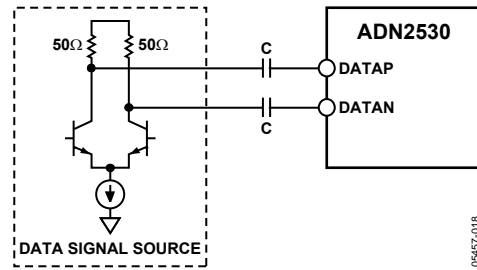 50Ω 50Ω
ADN2530
C
DATAP
DATAN
C
DATA SIGNAL SOURCE
05457-018